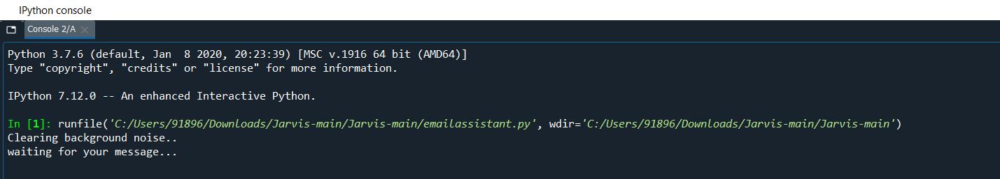 IPython console
Console 2/A
Python 3.7.6 (default, Jan  8 2020, 20:23:39) [MSC v.1916 64 bit (AMD64)]
Type "copyright", "credits" or "license" for more information.
IPython 7.12.0 -- An enhanced Interactive Python.
In [1]: runfile('C:/Users/91896/Downloads/Jarvis-main/Jarvis-main/emailassistant.py', wdir='C:/Users/91896/Downloads/Jarvis-main/Jarvis-main')
Clearing background noise..
waiting for your message...